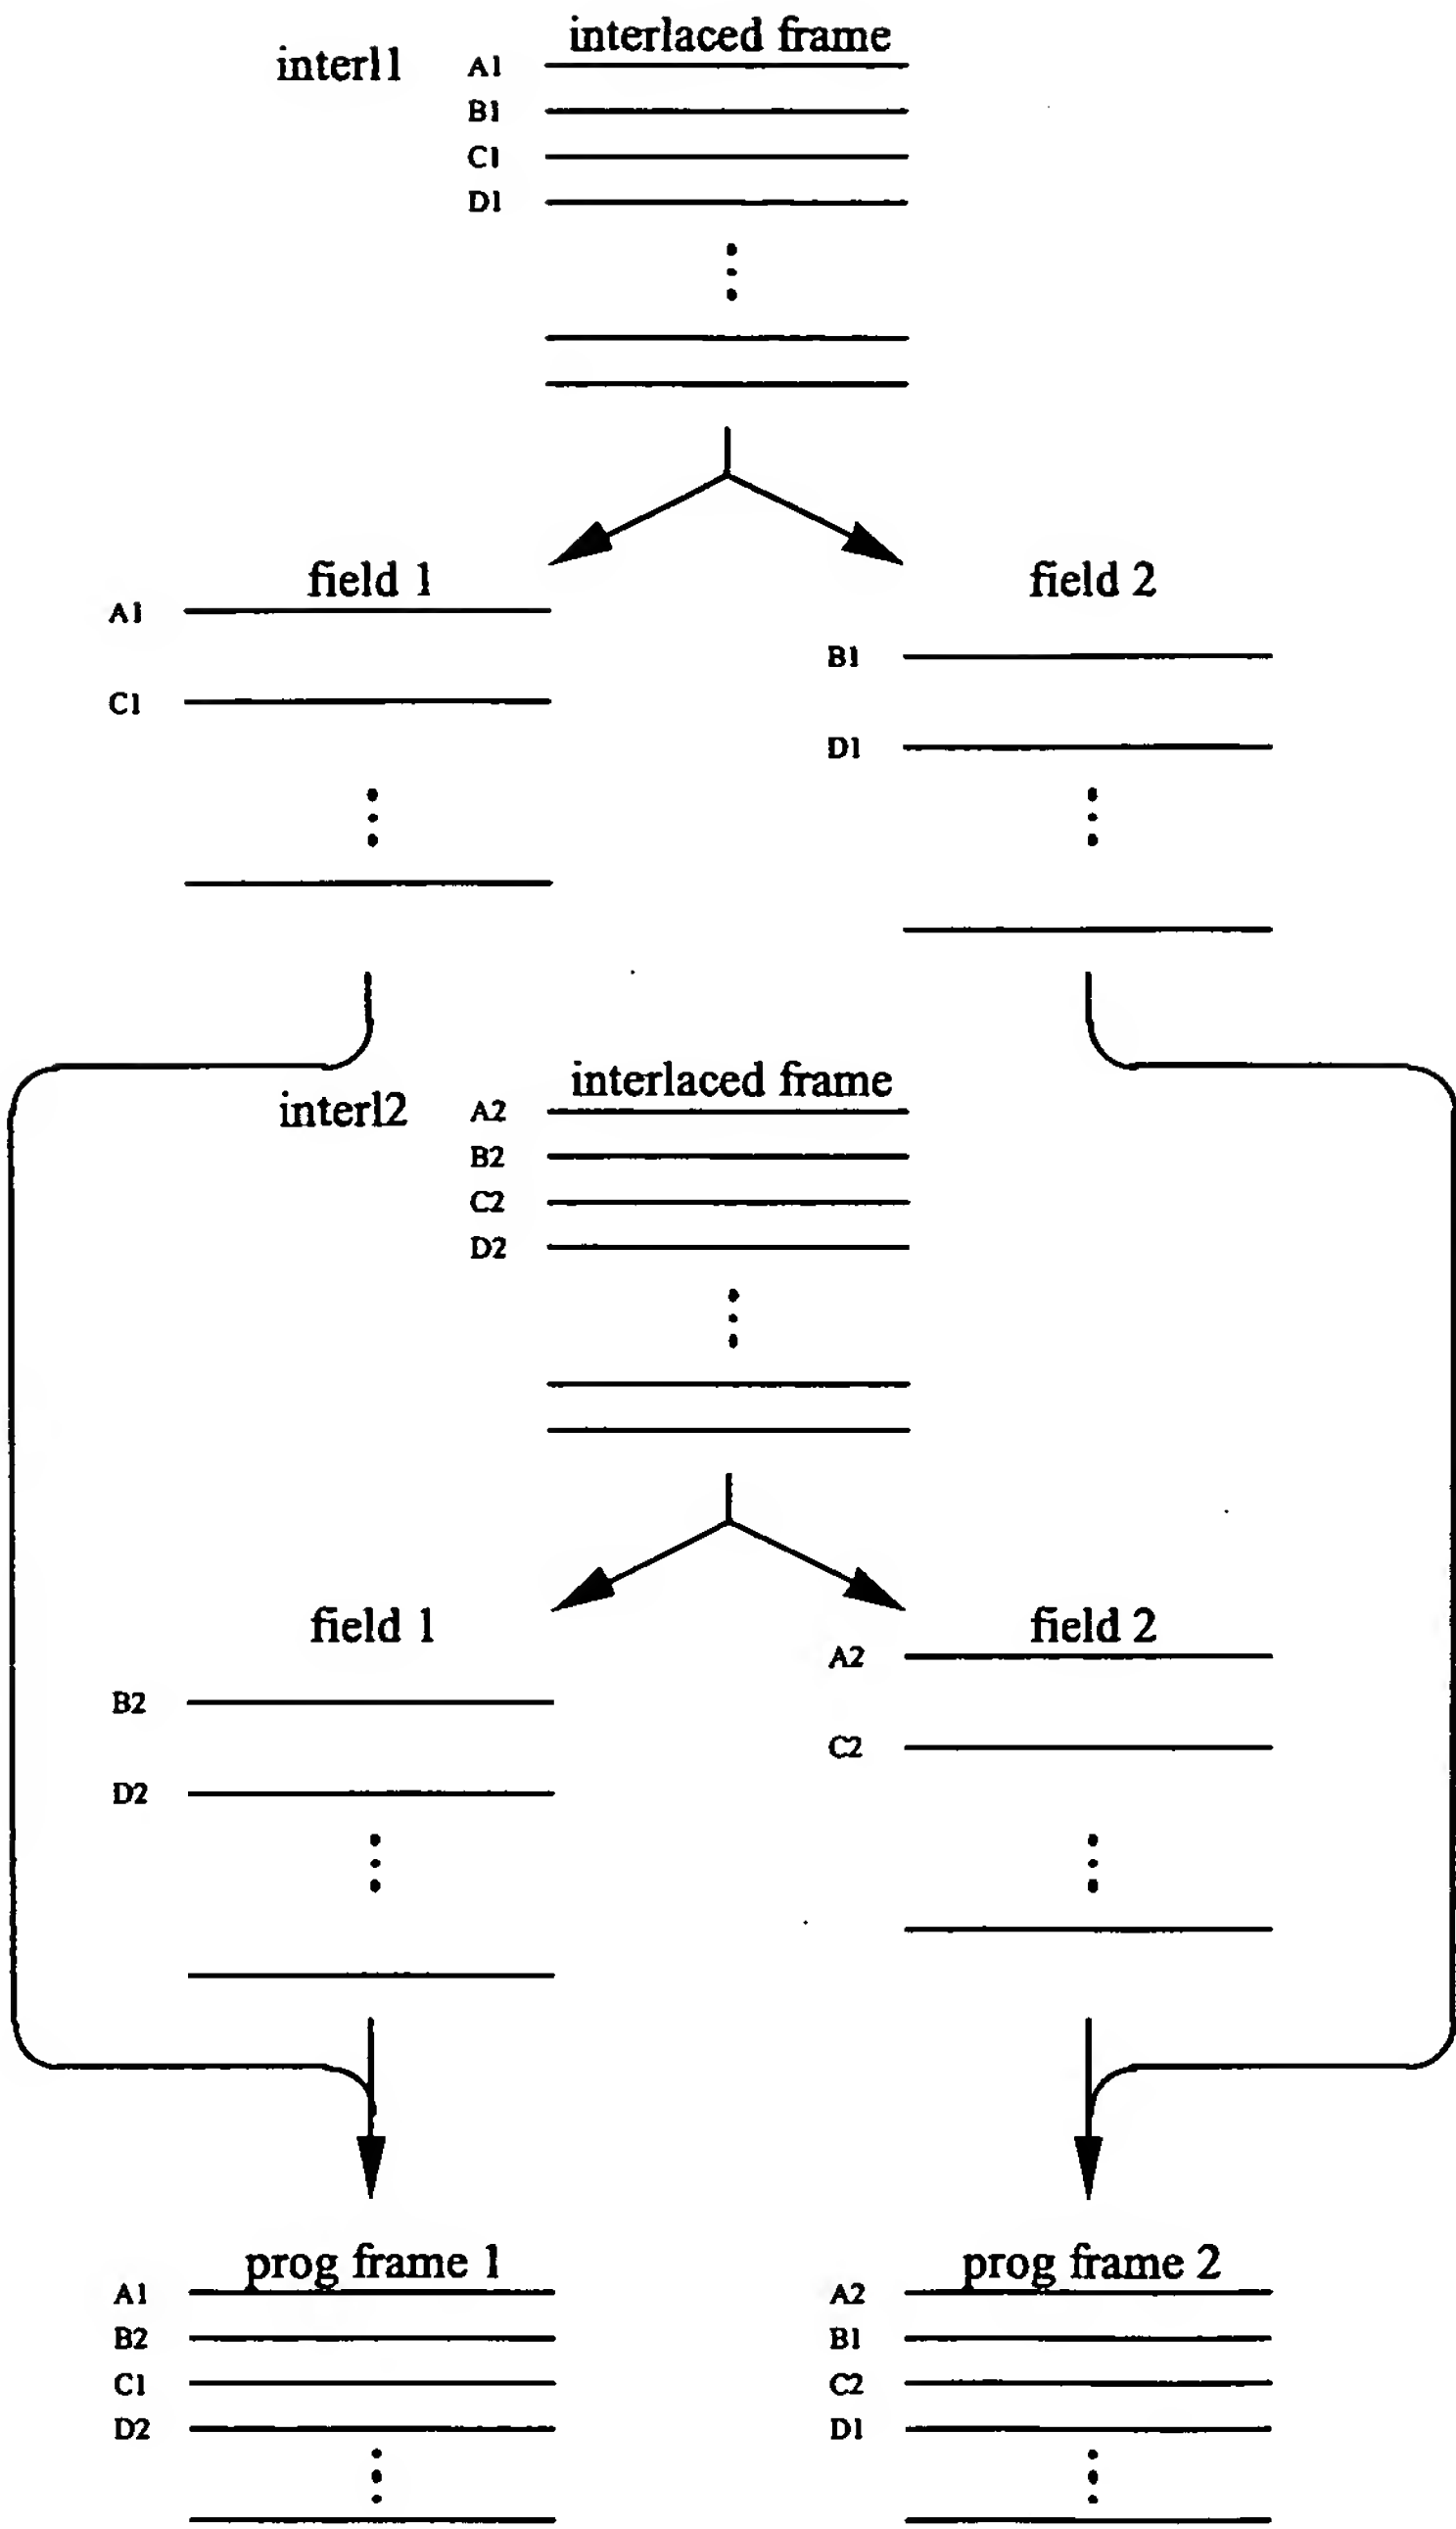 interlaced frame
interl1 A1
B1
C1
D1
field 1 field 2
A1
B1
C1
D1
interlaced frame
interl2 A2
B2
C2
D2
field 1 field 2
A2
B2
C2
D2
prog frame 1 prog frame 2
A1 A2
B2 B1
C1 C2
D2 D1